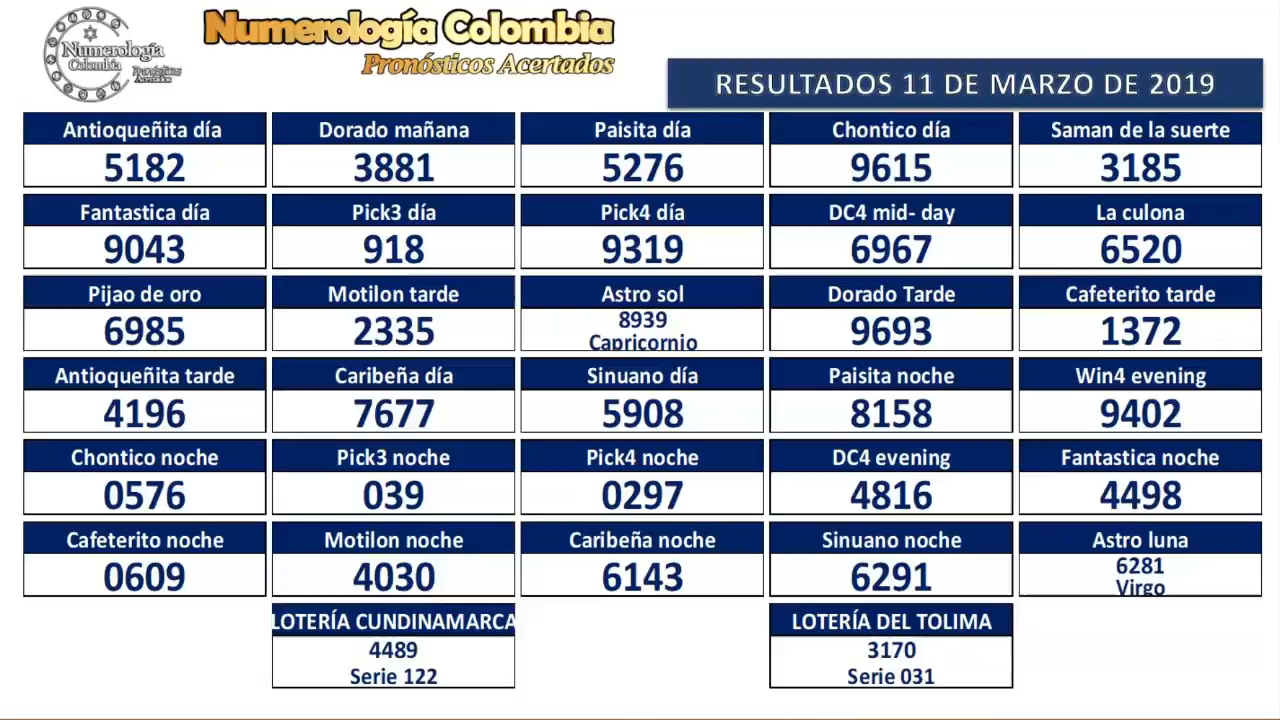 Numerología
Colombia
Pronósticos
Acertados
Numerología Colombia
Pronósticos Acertados
RESULTADOS 11 DE MARZO DE 2019
Antioqueñita día Dorado mañana Paisita día Chontico día Saman de la suerte
5182 3881 5276 9615 3185
Fantastica día Pick3 día Pick4 día DC4 mid- day La culona
9043 918 9319 6967 6520
Pijao de oro Motilon tarde Astro sol Dorado Tarde Cafeterito tarde
6985 2335 8939 9693 1372
Capricornio
Antioqueñita tarde Caribeña día Sinuano día Paisita noche Win4 evening
4196 7677 5908 8158 9402
Chontico noche Pick3 noche Pick4 noche DC4 evening Fantastica noche
0576 039 0297 4816 4498
Cafeterito noche Motilon noche Caribeña noche Sinuano noche Astro luna
0609 4030 6143 6291 6281
Virgo
LOTERÍA CUNDINAMARCA LOTERÍA DEL TOLIMA
4489 3170
Serie 122 Serie 031